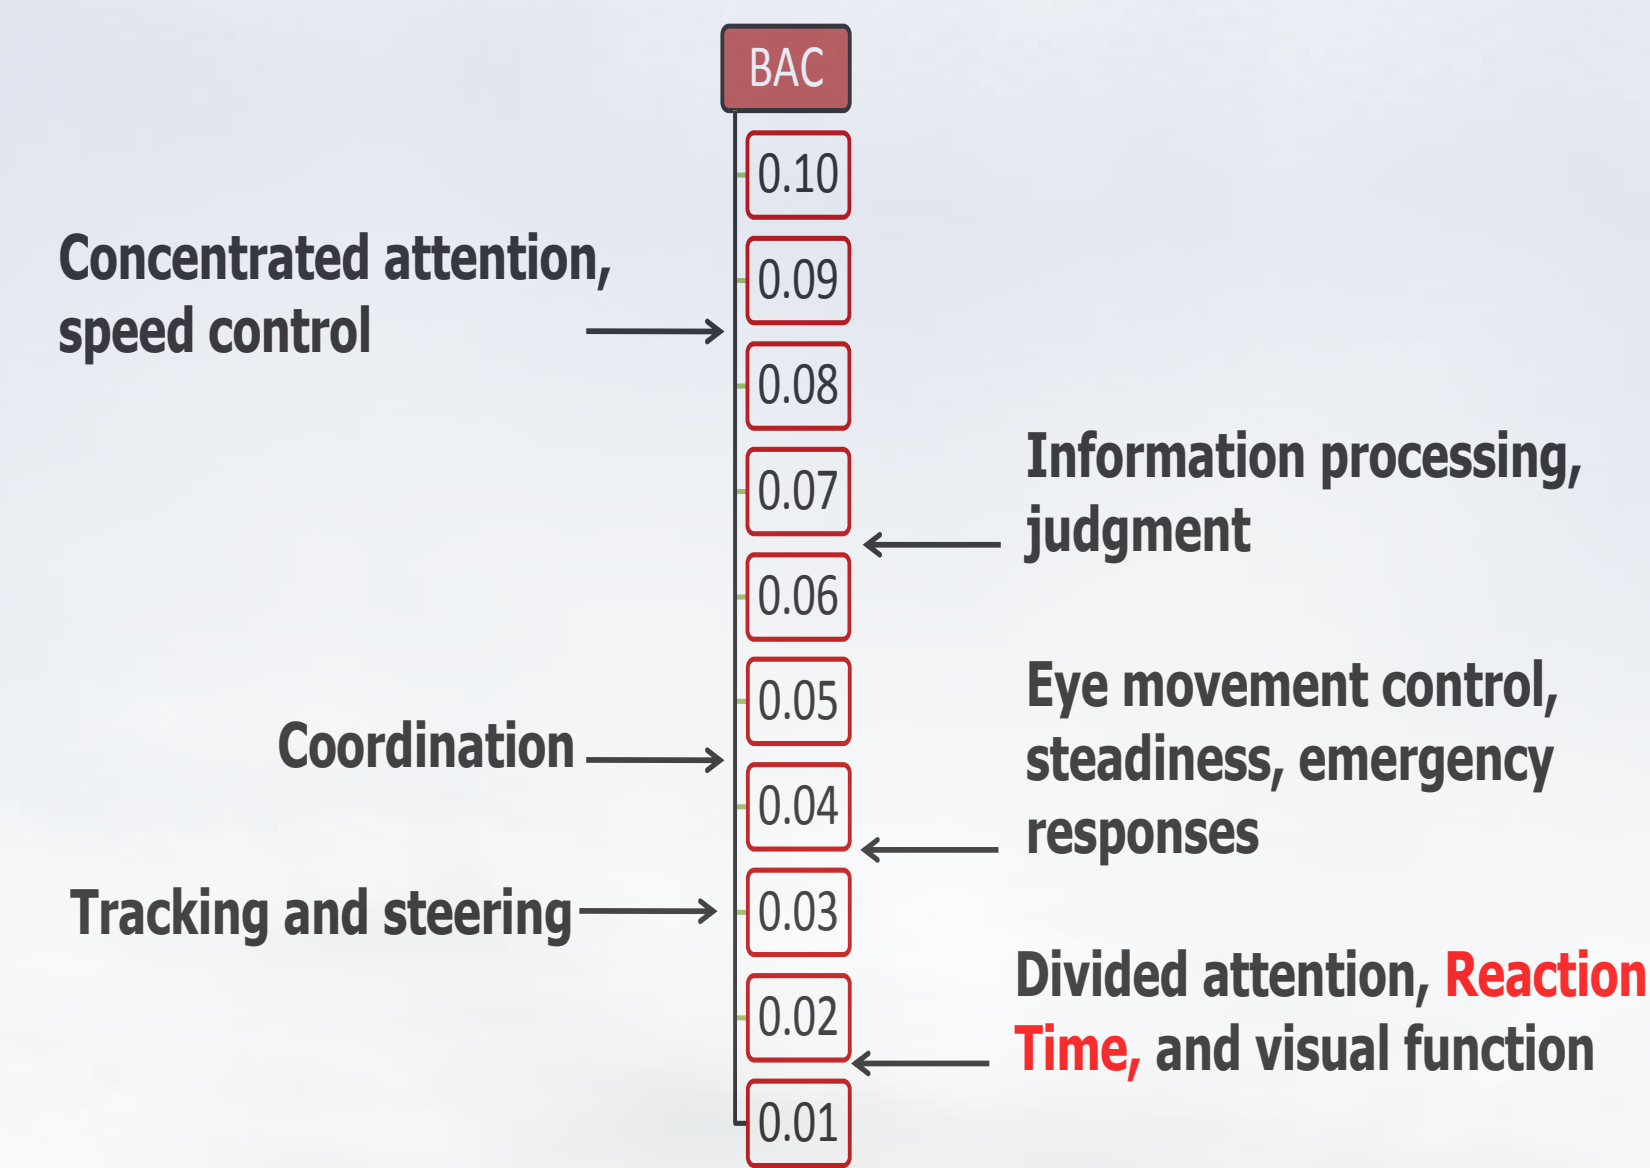 BAC
0.10
Concentrated attention,
speed control
0.09
0.08
0.07
Information processing,
judgment
0.06
0.05
Eye movement control,
steadiness, emergency
responses
Coordination
0.04
Tracking and steering
0.03
Divided attention, Reaction
Time, and visual function
0.02
0.01